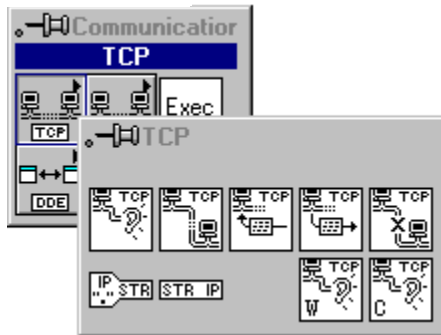 Communicatior
TCP
TCP
Exec
DDE
TCP
TCP
TCP
TCP
TCP
TCP
IP STR
STR IP
TCP
W
TCP
C